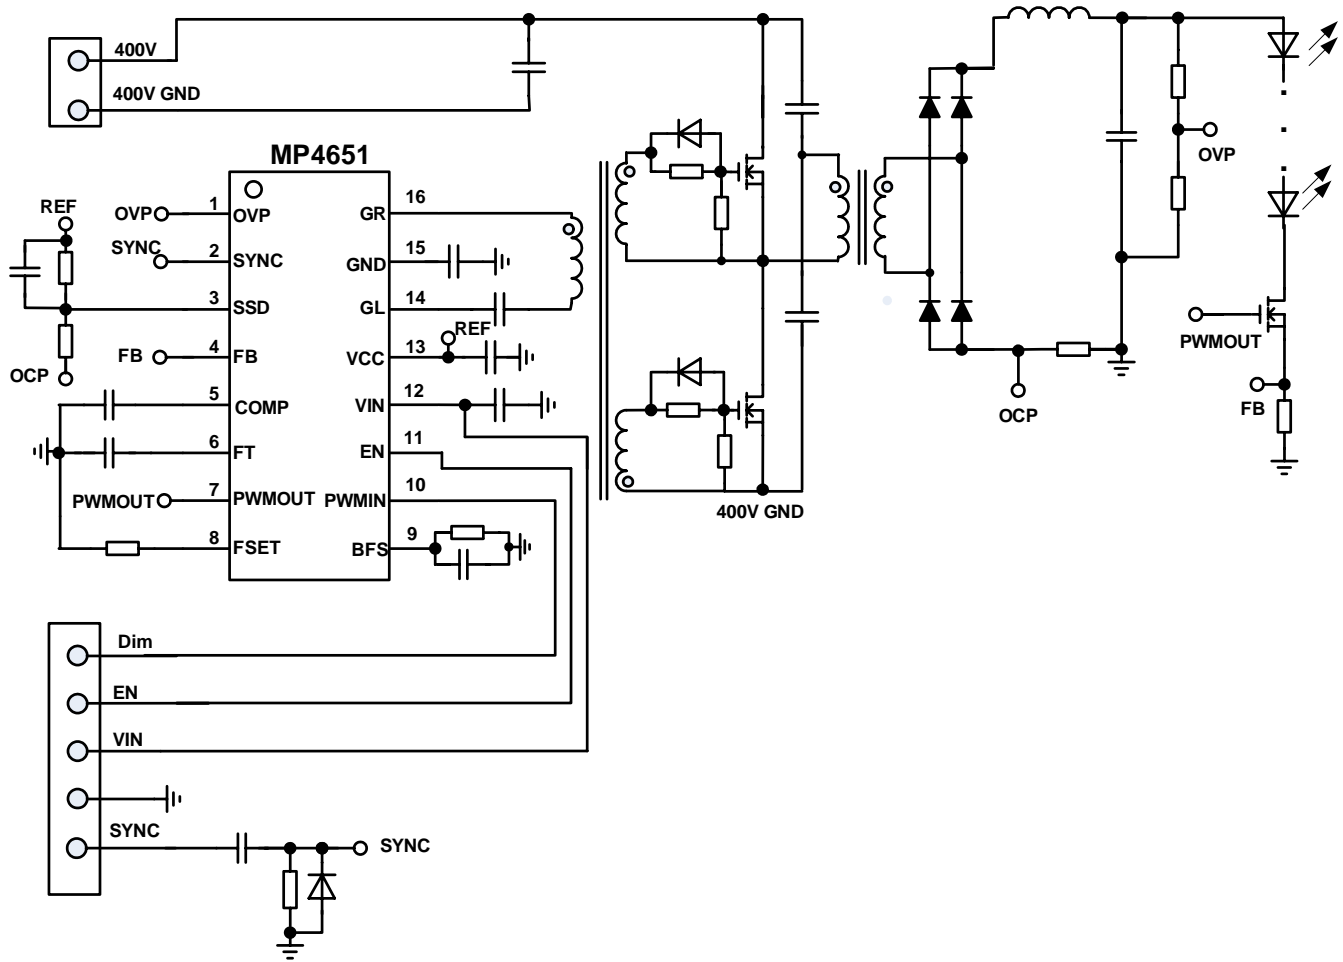 400V
400V GND
MP4651
REF
OVP
SYNC
OCP
FB
PWMOUT
1 OVP
2 SYNC
3 SSD
4 FB
5 COMP
6 FT
7 PWMOUT
8 FSET
GR 16
GND 15
GL 14
VCC 13
VIN 12
EN 11
PWMIN 10
BFS 9
REF
400V GND
OVP
OCP
PWMOUT
FB
Dim
EN
VIN
SYNC
SYNC